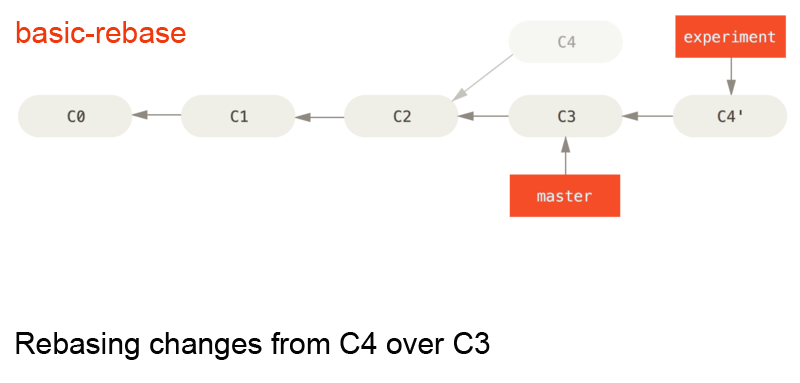 basic-rebase
C4
experiment
C0
C1
C2
C3
C4'
master
Rebasing changes from C4 over C3